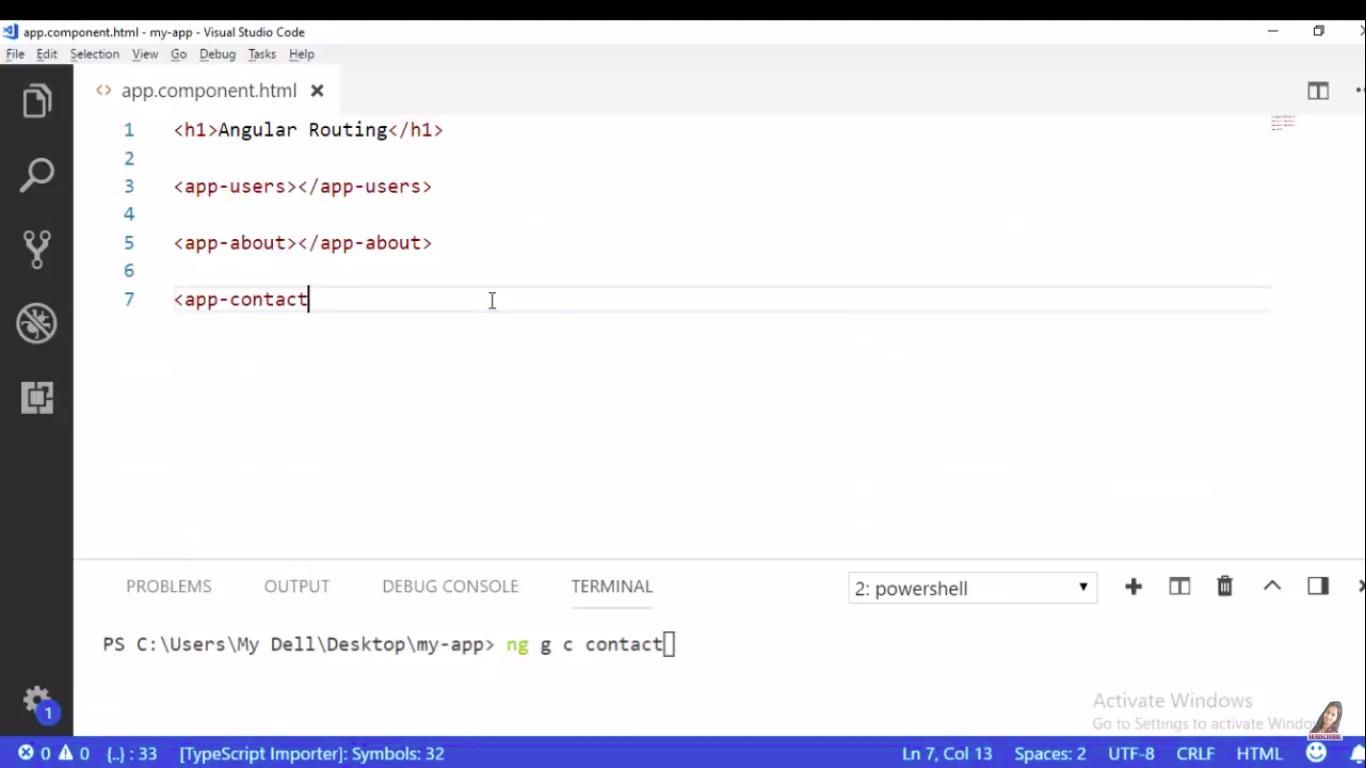 app.component.html - my-app - Visual Studio Code
File Edit Selection View Go Debug Tasks Help
<> app.component.html
1 <h1>Angular Routing</h1>
2
3 <app-users></app-users>
4
5 <app-about></app-about>
6
7 <app-contact
PROBLEMS OUTPUT DEBUG CONSOLE TERMINAL 2: powershell
PS C:\Users\My Dell\Desktop\my-app> ng g c contact
Activate Windows
Go to Settings to activate
1
SUBSCRIBE
0 0 {..} : 33 [TypeScript Importer]: Symbols: 32 Ln 7, Col 13 Spaces: 2 UTF-8 CRLF HTML